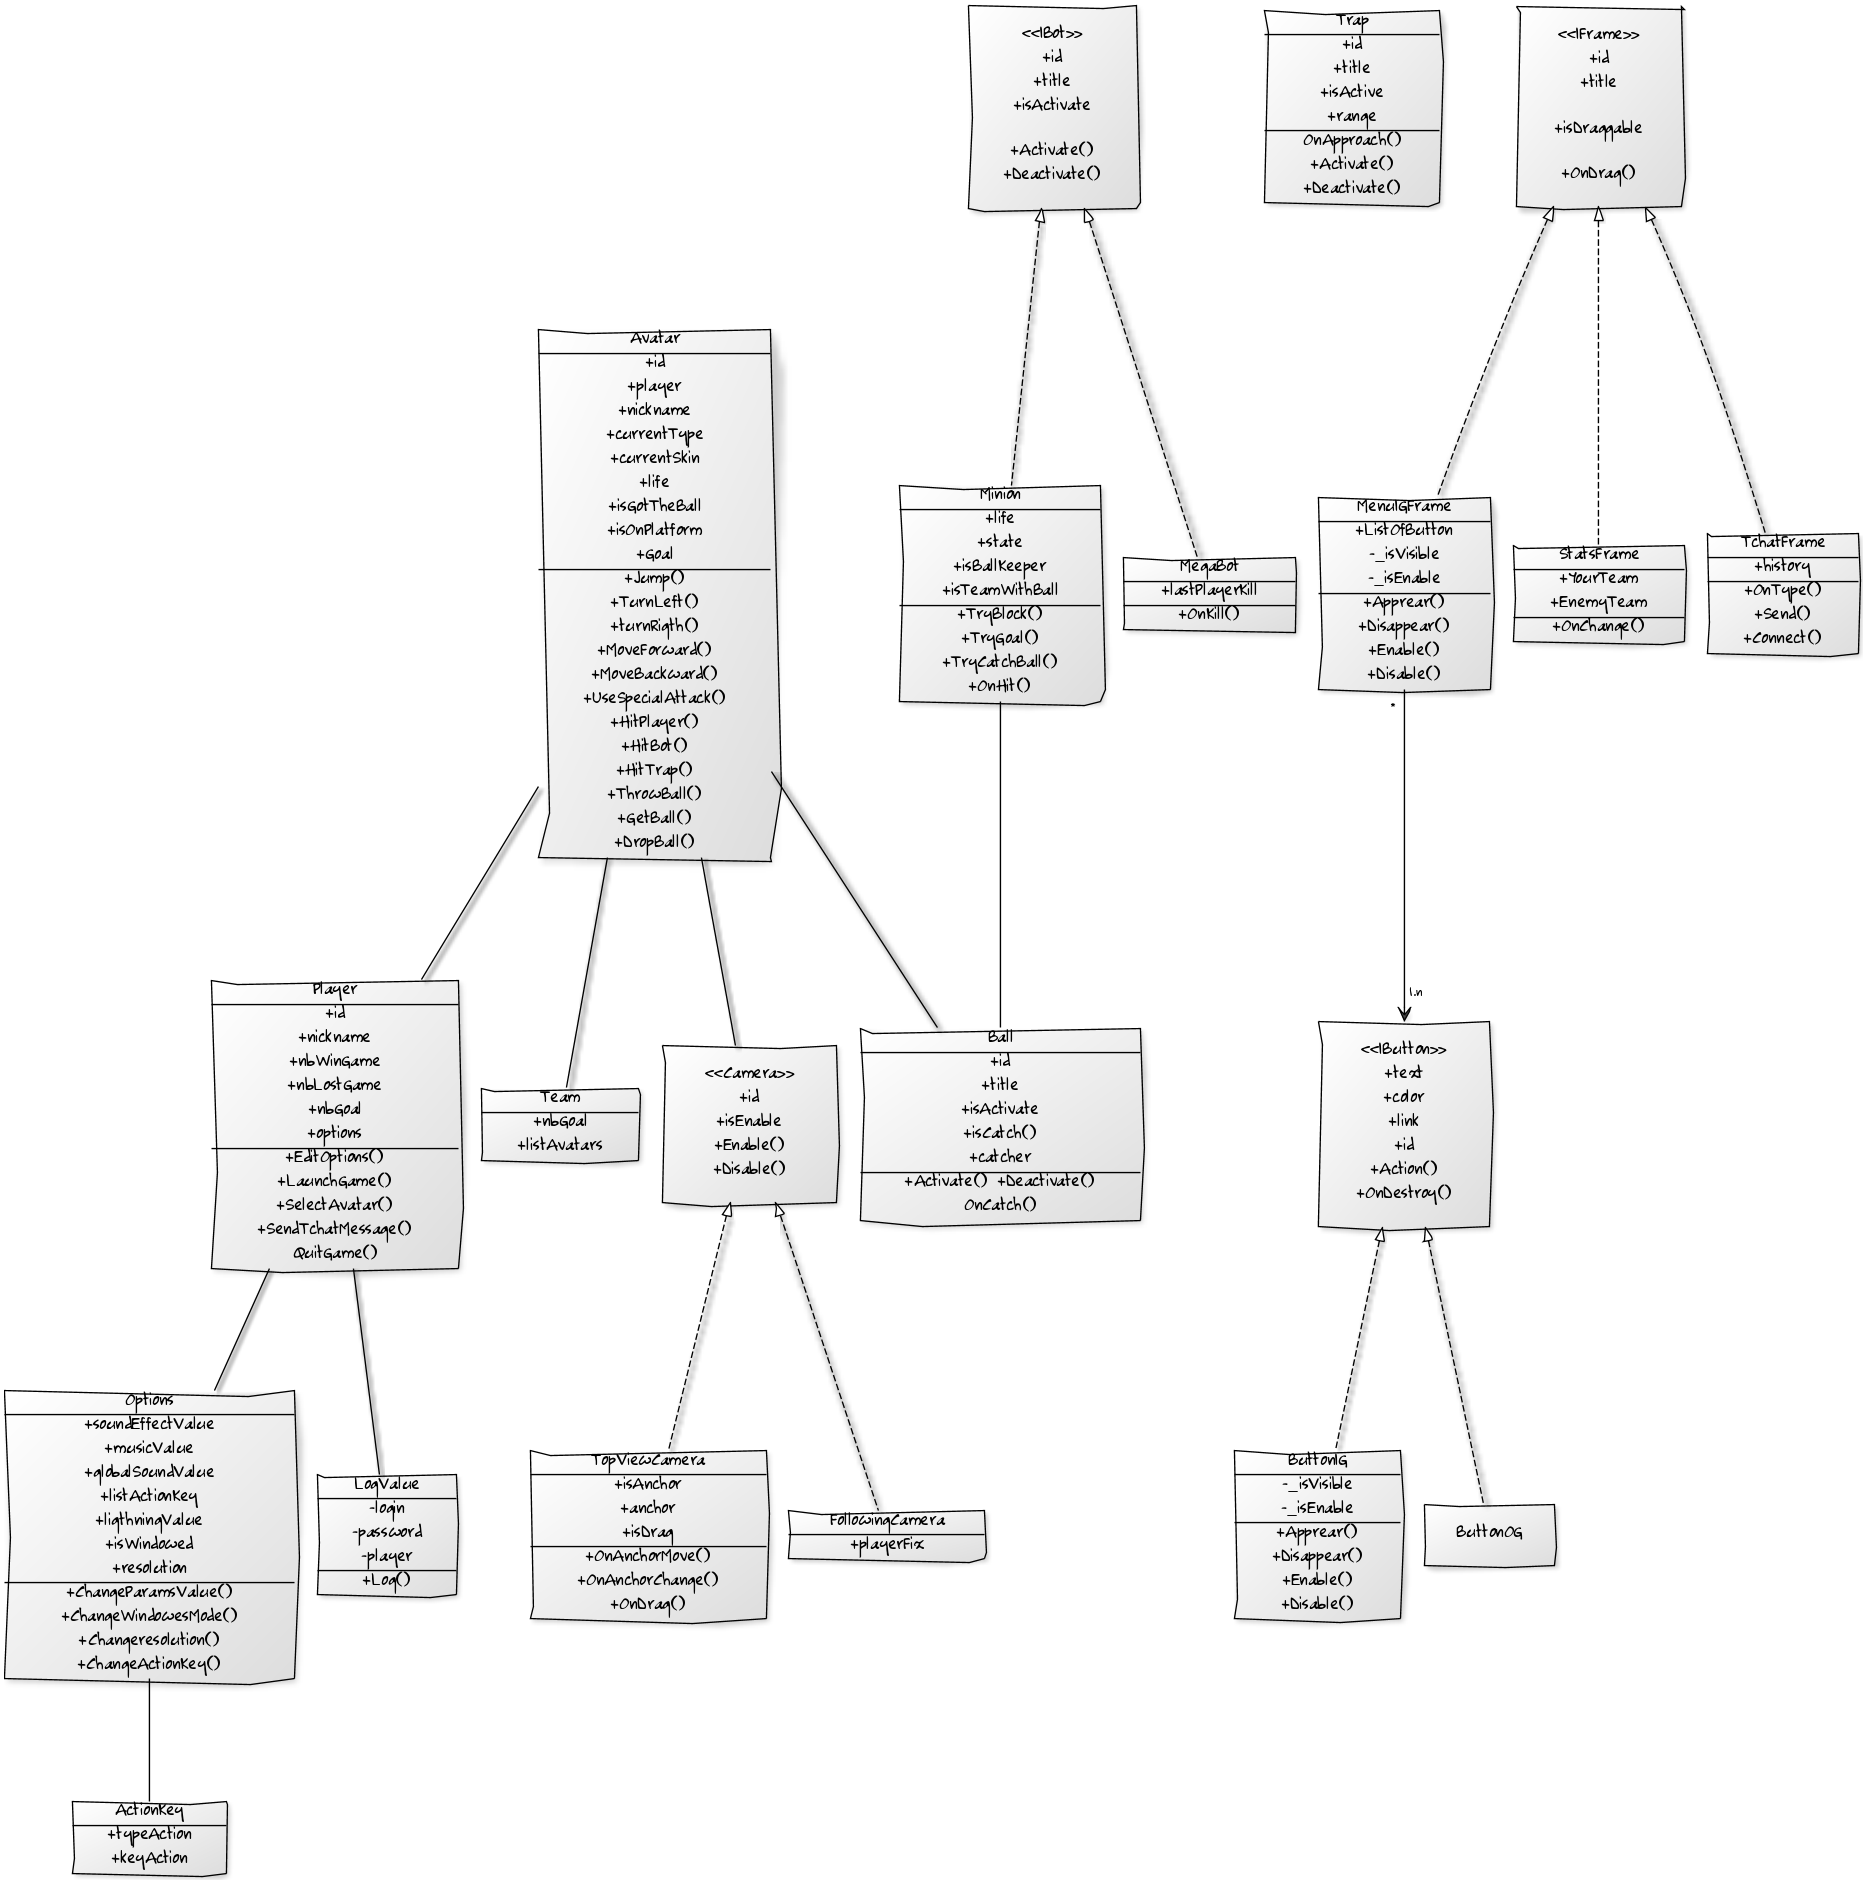 <<IBot>>
+id
+title
+isActivate
+Activate()
+Deactivate()
Trap
+id
+title
+isActive
+range
OnApproach()
+Activate()
+Deactivate()
<<IFrame>>
+id
+title
+isDraggable
+OnDrag()
Avatar
+id
+player
+nickname
+currentType
+currentSkin
+life
+isGotTheBall
+isOnPlatform
+Goal
+Jump()
+TurnLeft()
+turnRigth()
+MoveForward()
+MoveBackward()
+UseSpecialAttack()
+HitPlayer()
+HitBot()
+HitTrap()
+ThrowBall()
+GetBall()
+DropBall()
Minion
+life
+state
+isBallKeeper
+isTeamWithBall
+TryBlock()
+TryGoal()
+TryCatchBall()
+OnHit()
MegaBot
+lastPlayerKill
+OnKill()
MenuIGFrame
+ListOfButton
-_isVisible
-_isEnable
+Apprear()
+Disappear()
+Enable()
+Disable()
StatsFrame
+YourTeam
+EnemyTeam
+OnChange()
TchatFrame
+history
+OnType()
+Send()
+Connect()
*
1..n
Player
+id
+nickname
+nbWinGame
+nbLostGame
+nbGoal
+options
+EditOptions()
+LaunchGame()
+SelectAvatar()
+SendTchatMessage()
QuitGame()
Team
+nbGoal
+listAvatars
<<Camera>>
+id
+isEnable
+Enable()
+Disable()
Ball
+id
+title
+isActivate
+isCatch()
+catcher
+Activate() +Deactivate()
OnCatch()
<<IButton>>
+text
+color
+link
+id
+Action()
+OnDestroy()
Options
+soundEffectValue
+musicValue
+globalSoundValue
+listActionKey
+ligthningValue
+isWindowed
+resolution
+ChangeParamsValue()
+ChangeWindowesMode()
+Changeresolution()
+ChangeActionKey()
LogValue
-login
-password
-player
+Log()
TopViewCamera
+isAnchor
+anchor
+isDrag
+OnAnchorMove()
+OnAnchorChange()
+OnDrag()
FollowingCamera
+playerFix
ButtonIG
-_isVisible
-_isEnable
+Apprear()
+Disappear()
+Enable()
+Disable()
ButtonOG
ActionKey
+typeAction
+keyAction